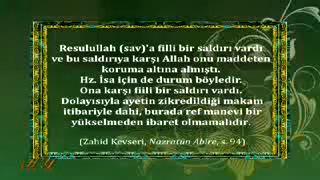 Resulullah (sav)'a fiili bir saldırı vardı
ve bu saldırıya karşı Allah onu maddeten
koruma altına almıştı.
Hz. İsa için de durum böyledir.
Ona karşı fiilî bir saldırı vardı.
Dolayısıyla ayetin zikredildiği makam
itibariyle dahi, burada ref manevi bir
yükselmeden ibaret olmamalıdır.
(Zahid Kevseri, Nazratün Abire, s. 94)